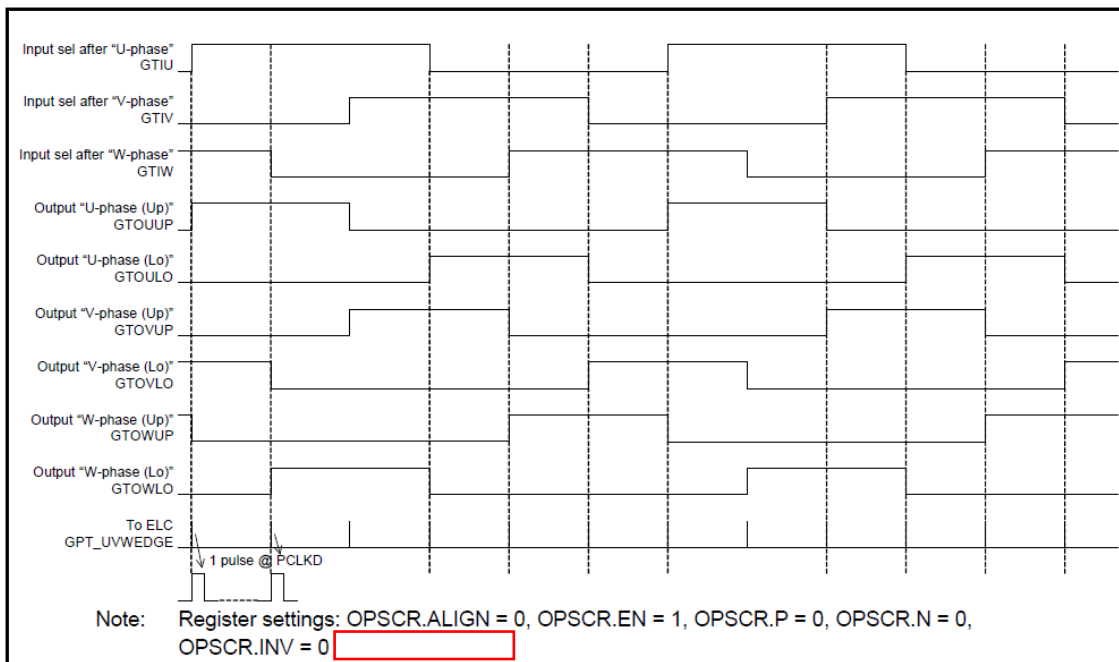 Input sel after “U-phase”
GTIU
Input sel after “V-phase”
GTIV
Input sel after “W-phase”
GTIW
Output “U-phase (Up)”
GTOUUP
Output “U-phase (Lo)”
GTOULO
Output “V-phase (Up)”
GTOVUP
Output “V-phase (Lo)”
GTOVLO
Output “W-phase (Up)”
GTOWUP
Output “W-phase (Lo)”
GTOWLO
To ELC
GPT_UVWEDGE
1 pulse @ PCLKD
Note: Register settings: OPSCR.ALIGN = 0, OPSCR.EN = 1, OPSCR.P = 0, OPSCR.N = 0,
OPSCR.INV = 0